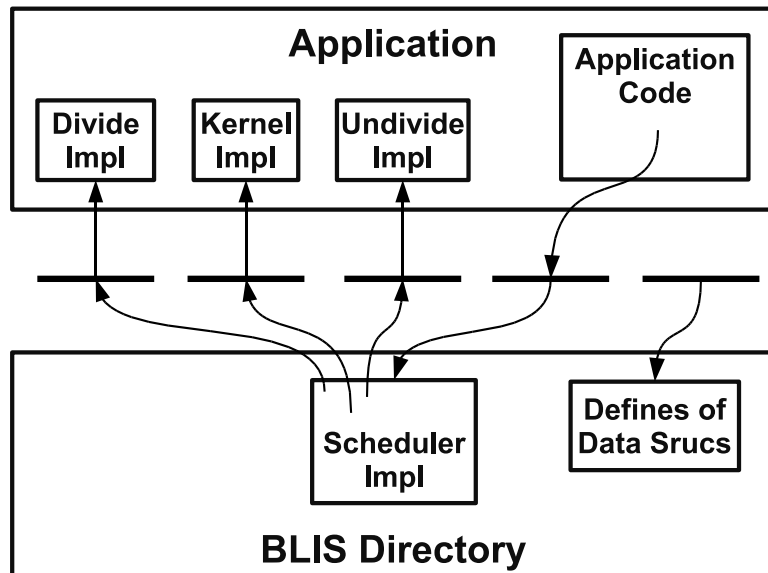 Application
Application
Code
Divide
Impl
Kernel
Impl
Undivide
Impl
Scheduler
Impl
Defines of
Data Srucs
BLIS Directory